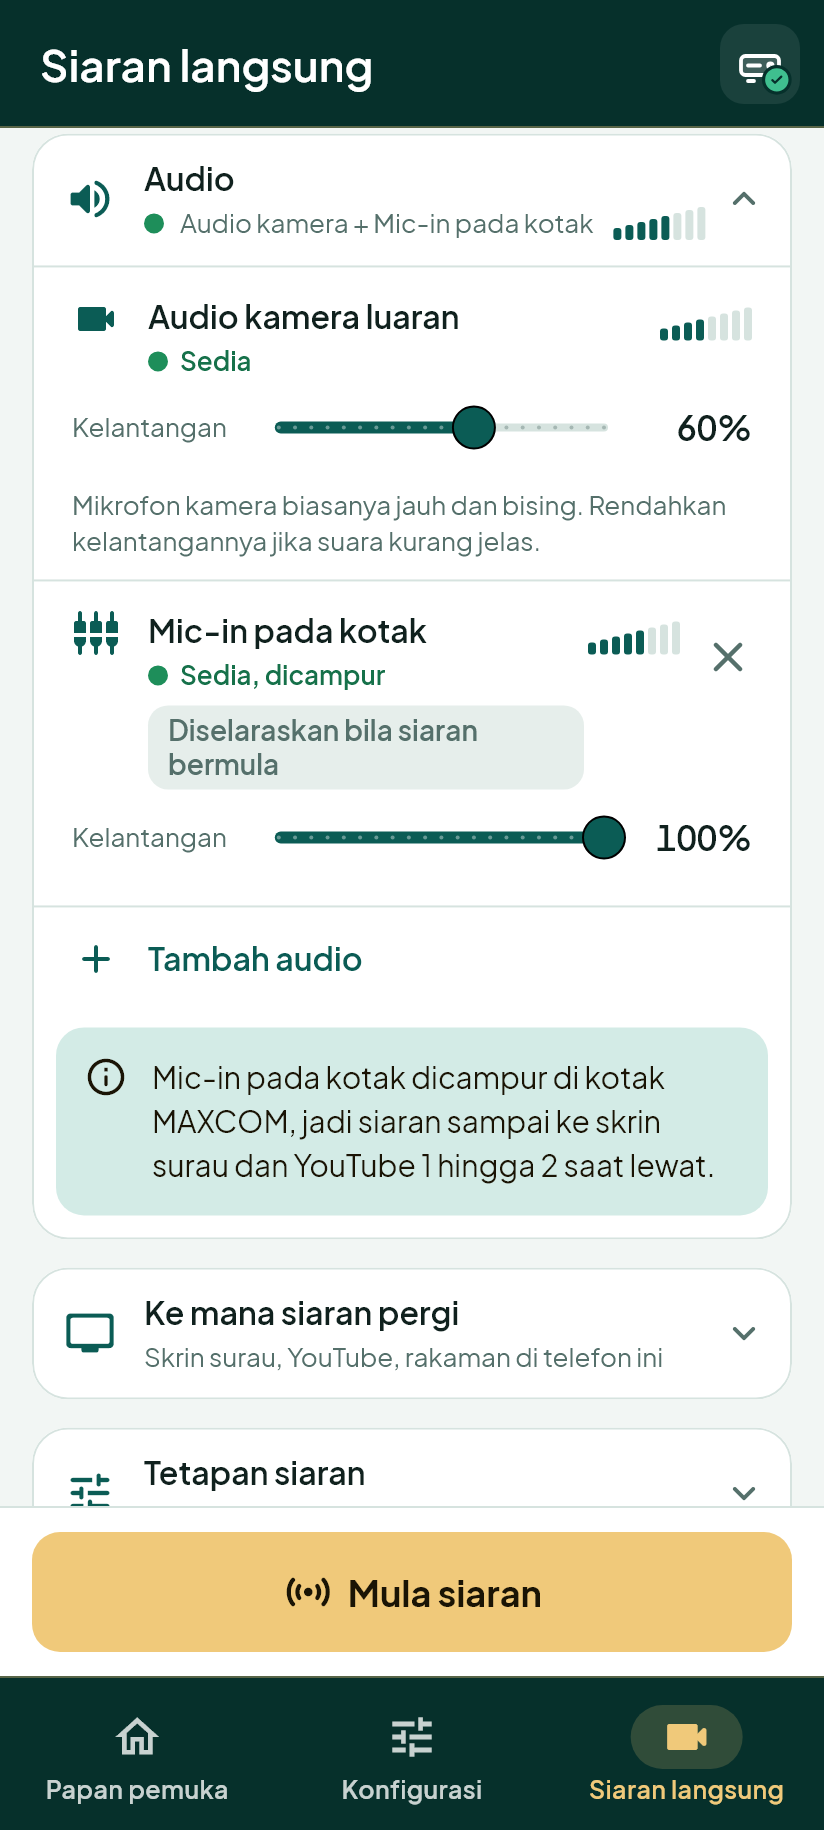 Siaran langsung
Audio
Audio kamera + Mic-in pada kotak
Audio kamera luaran
Sedia
Kelantangan
60%
Mikrofon kamera biasanya jauh dan bising. Rendahkan
kelantangannya jika suara kurang jelas.
Mic-in pada kotak
Sedia, dicampur
Diselaraskan bila siaran
bermula
Kelantangan
100%
Tambah audio
Mic-in pada kotak dicampur di kotak
MAXCOM, jadi siaran sampai ke skrin
surau dan YouTube 1 hingga 2 saat lewat.
Ke mana siaran pergi
Skrin surau, YouTube, rakaman di telefon ini
Tetapan siaran
Mula siaran
Papan pemuka
Konfigurasi
Siaran langsung